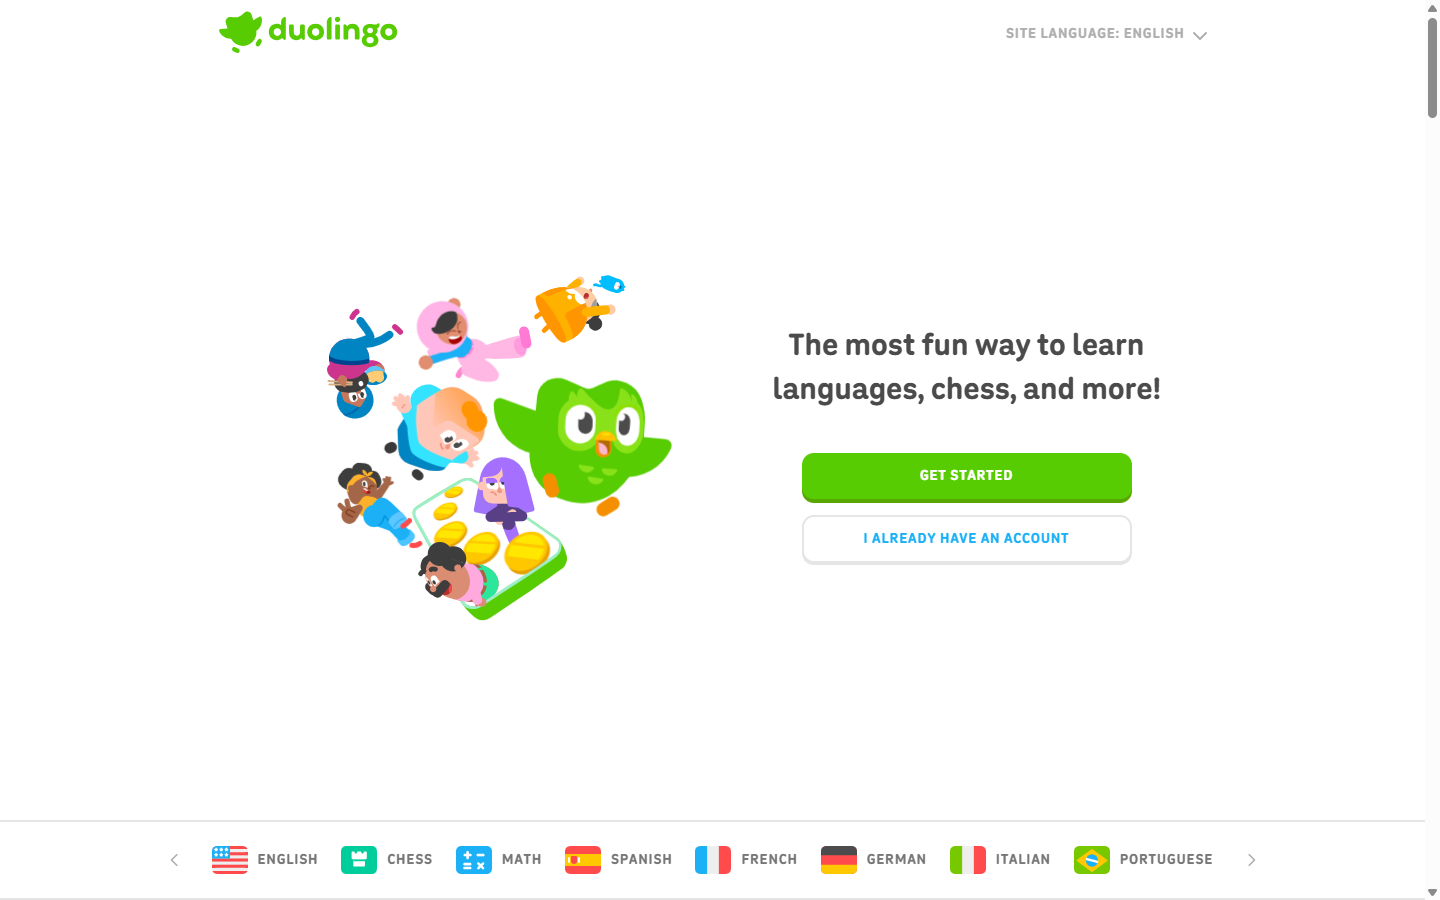 duolingo
SITE LANGUAGE: ENGLISH
The most fun way to learn
languages, chess, and more!
GET STARTED
I ALREADY HAVE AN ACCOUNT
ENGLISH
CHESS
MATH
SPANISH
FRENCH
GERMAN
ITALIAN
PORTUGUESE